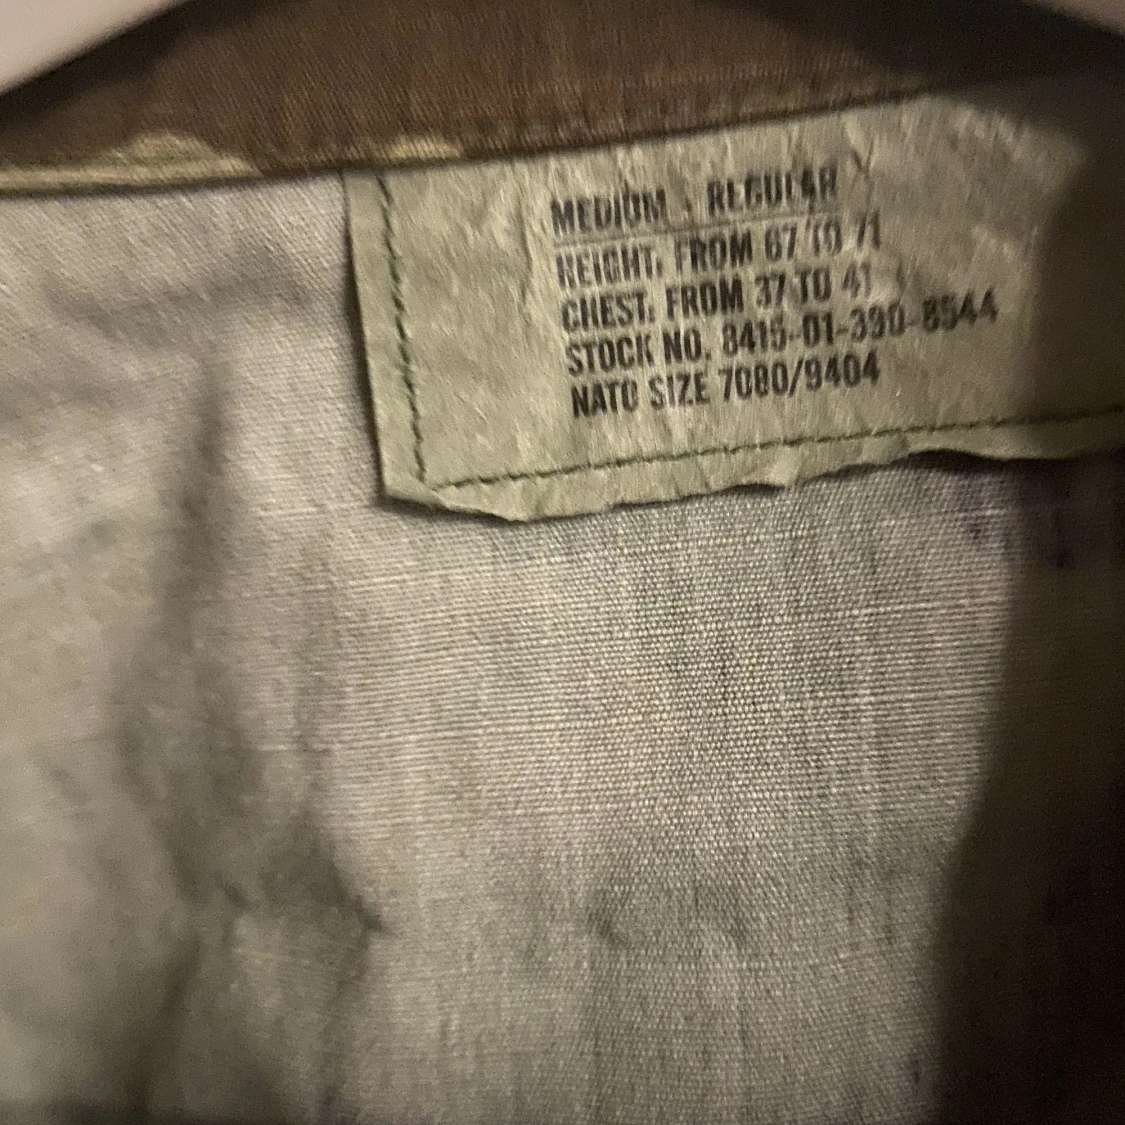 MEDIUM - REGULAR
HEIGHT: FROM 67 TO 71
CHEST: FROM 37 TO 41
STOCK NO. 8415-01-390-8544
NATO SIZE 7080/9404